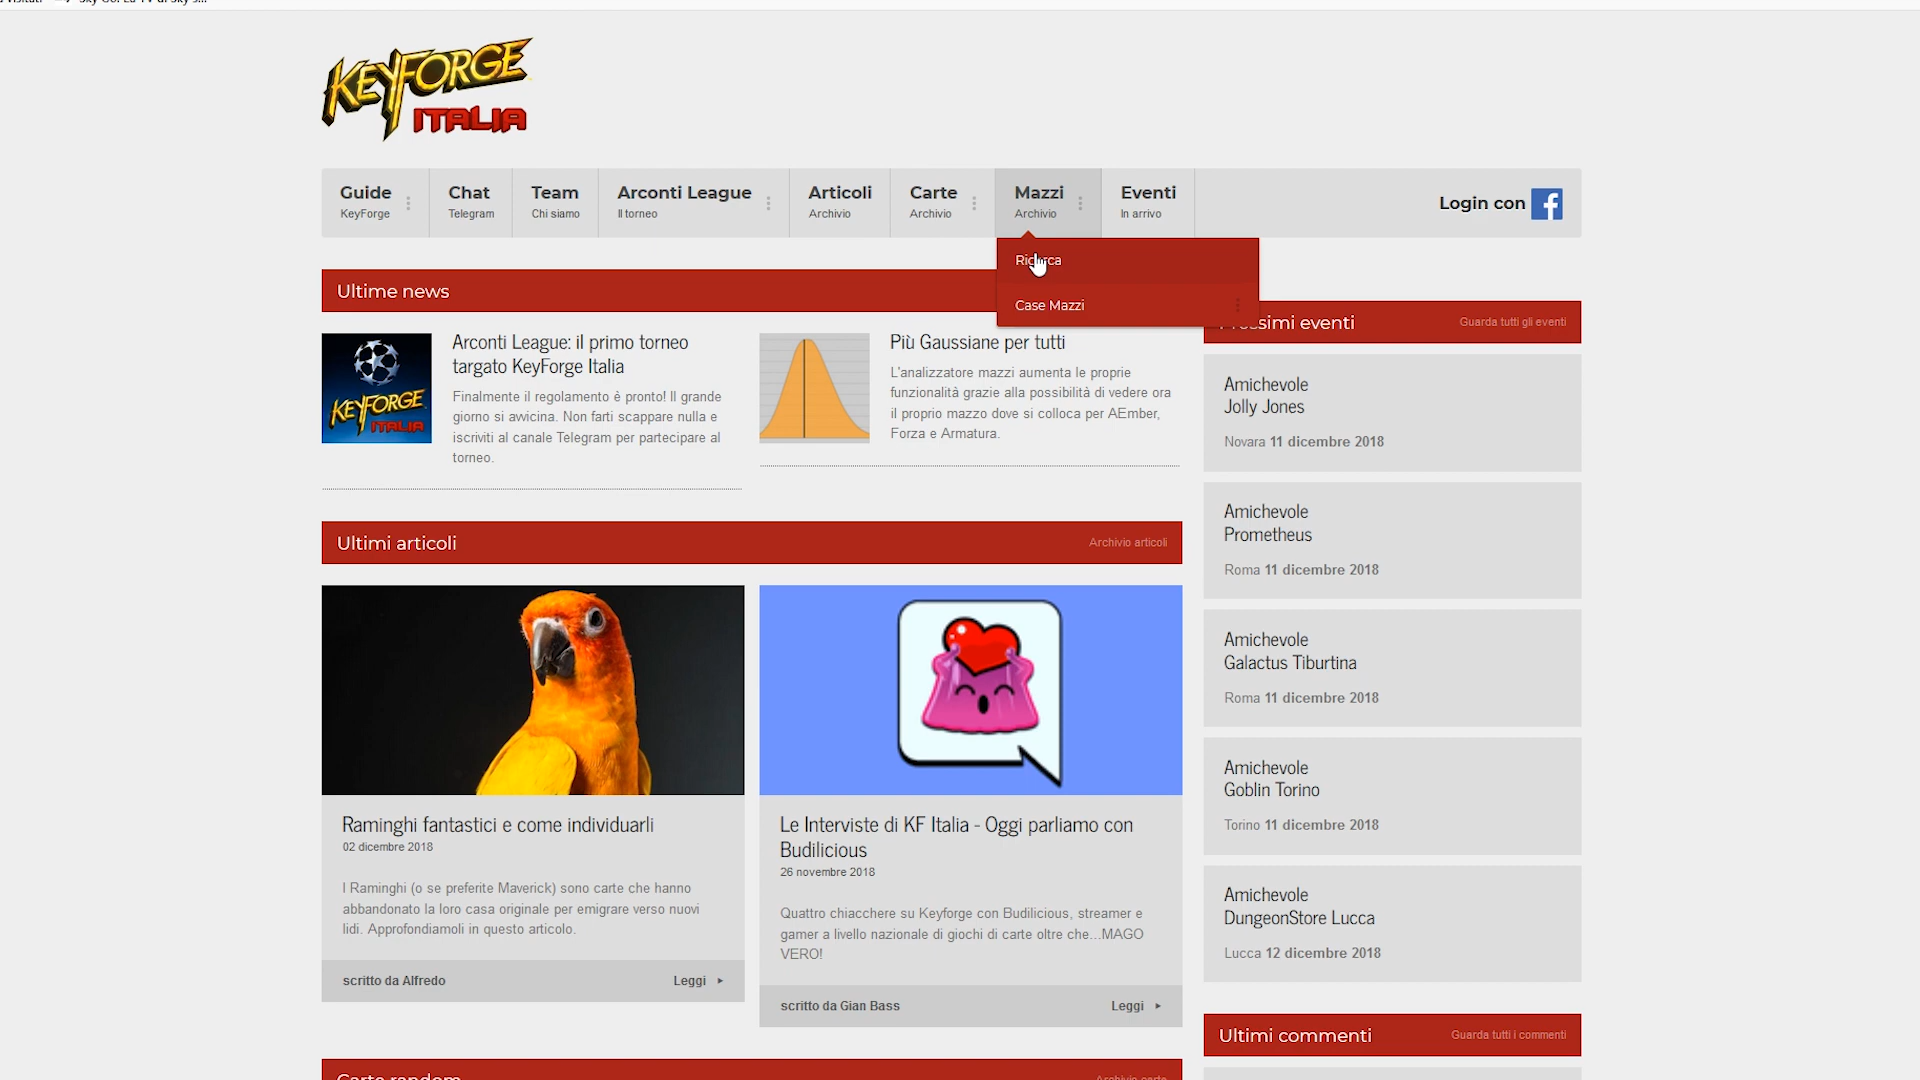 KEYFORGE
ITALIA
Guide
KeyForge
Chat
Telegram
Team
Chi siamo
Arconti League
Il torneo
Articoli
Archivio
Carte
Archivio
Mazzi
Archivio
Eventi
In arrivo
Login con
Ricerca
Case Mazzi
Ultime news
Arconti League: il primo torneo
targato KeyForge Italia
Finalmente il regolamento è pronto! Il grande
giorno si avvicina. Non farti scappare nulla e
iscriviti al canale Telegram per partecipare al
torneo.
KEYFORGE
ITALIA
Più Gaussiane per tutti
L'analizzatore mazzi aumenta le proprie
funzionalità grazie alla possibilità di vedere ora
il proprio mazzo dove si colloca per AEmber,
Forza e Armatura.
Ultimi articoli
Archivio articoli
Raminghi fantastici e come individuarli
02 dicembre 2018
I Raminghi (o se preferite Maverick) sono carte che hanno
abbandonato la loro casa originale per emigrare verso nuovi
lidi. Approfondiamoli in questo articolo.
scritto da Alfredo
Leggi
Le Interviste di KF Italia - Oggi parliamo con
Budilicious
26 novembre 2018
Quattro chiacchere su Keyforge con Budilicious, streamer e
gamer a livello nazionale di giochi di carte oltre che...MAGO
VERO!
scritto da Gian Bass
Leggi
Prossimi eventi
Guarda tutti gli eventi
Amichevole
Jolly Jones
Novara 11 dicembre 2018
Amichevole
Prometheus
Roma 11 dicembre 2018
Amichevole
Galactus Tiburtina
Roma 11 dicembre 2018
Amichevole
Goblin Torino
Torino 11 dicembre 2018
Amichevole
DungeonStore Lucca
Lucca 12 dicembre 2018
Ultimi commenti
Guarda tutti i commenti
Carte random
Archivio carte